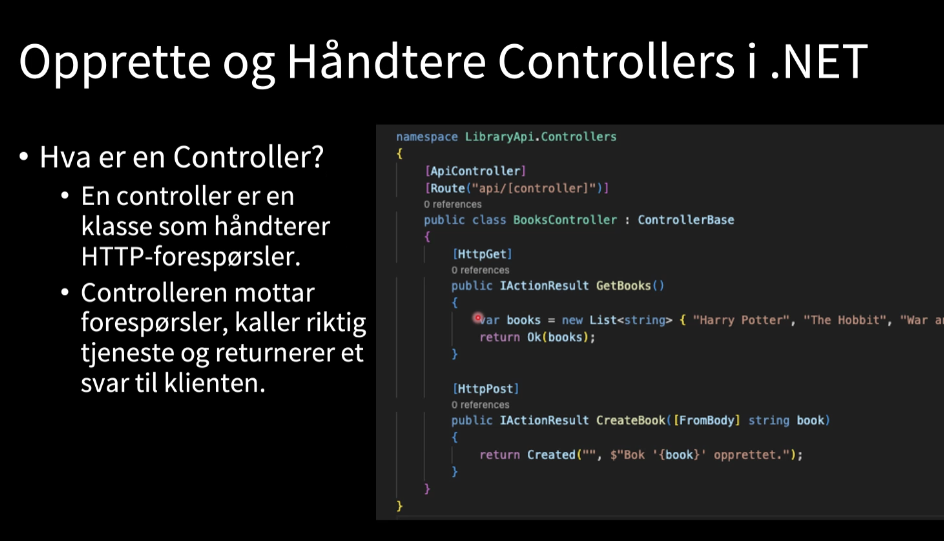 Opprette og Håndtere Controllers i .NET
• Hva er en Controller?
• En controller er en
klasse som håndterer
HTTP-forespørsler.
• Controlleren mottar
forespørsler, kaller riktig
tjeneste og returnerer et
svar til klienten.
namespace LibraryApi.Controllers
{
[ApiController]
[Route("api/[controller]")]
0 references
public class BooksController : ControllerBase
{
[HttpGet]
0 references
public IActionResult GetBooks()
{
var books = new List<string> { "Harry Potter", "The Hobbit", "War
return Ok(books);
}
[HttpPost]
0 references
public IActionResult CreateBook([FromBody] string book)
{
return Created("", $"Bok '{book}' opprettet.");
}
}
}